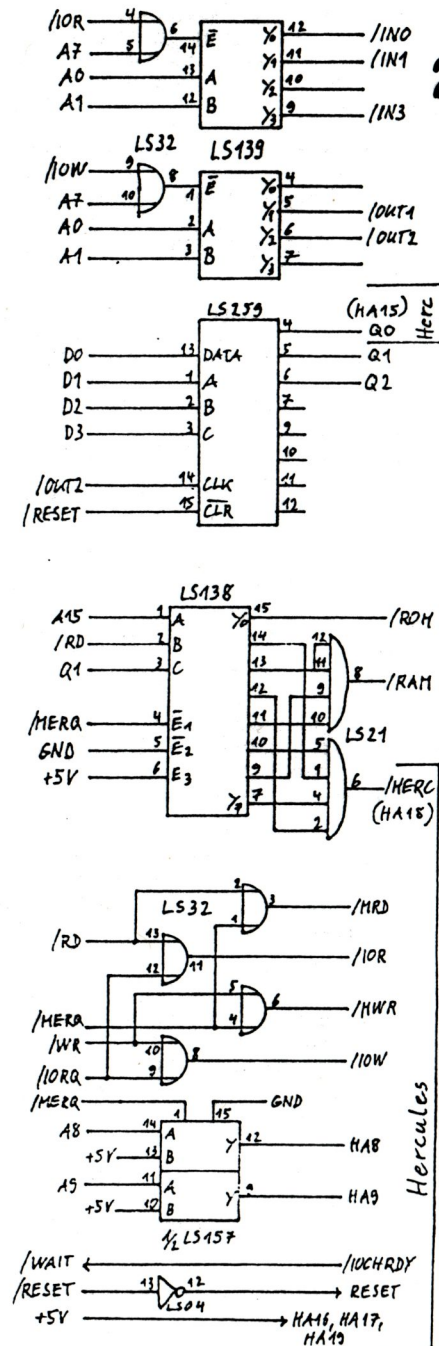 /IOR 4 6 14 E Y0 12 /IN0
A7 5 Y1 11 /IN1
A0 13 A Y2 10
A1 12 B Y3 9 /IN3
LS32 LS139
/IOW 9 8 1 E Y0 4
A7 10 Y1 5 /OUT1
A0 2 A Y2 6 /OUT2
A1 3 B Y3 7
LS259 (HA15) Herc
4 Q0
D0 13 DATA 5 Q1
D1 1 A 6 Q2
D2 2 B 7
D3 3 C 9
10
/OUT2 14 CLK 11
/RESET 15 CLR 12
LS138
A15 1 A Y0 15 /ROM
/RD 2 B 14 12
Q1 3 C 13 11 8 /RAM
12 9
/MERQ 4 E1 11 10 LS21
GND 5 E2 10 5
+5V 6 E3 9 1 6 /HERC
Y7 7 4 (HA18)
2
LS32 2 3 /MRD
/RD 13 1
12 11 /IOR
5 6 /MWR
/MERQ 4
/WR 10 8 /IOW
/IORQ 9
/MERQ 1 15 GND
A8 14 A Y 12 HA8
+5V 13 B
A9 11 A Y 9 HA9
+5V 10 B
1/2 LS157
Hercules
/WAIT /IOCHRDY
/RESET 13 12 RESET
LS04
+5V HA16, HA17,
HA19